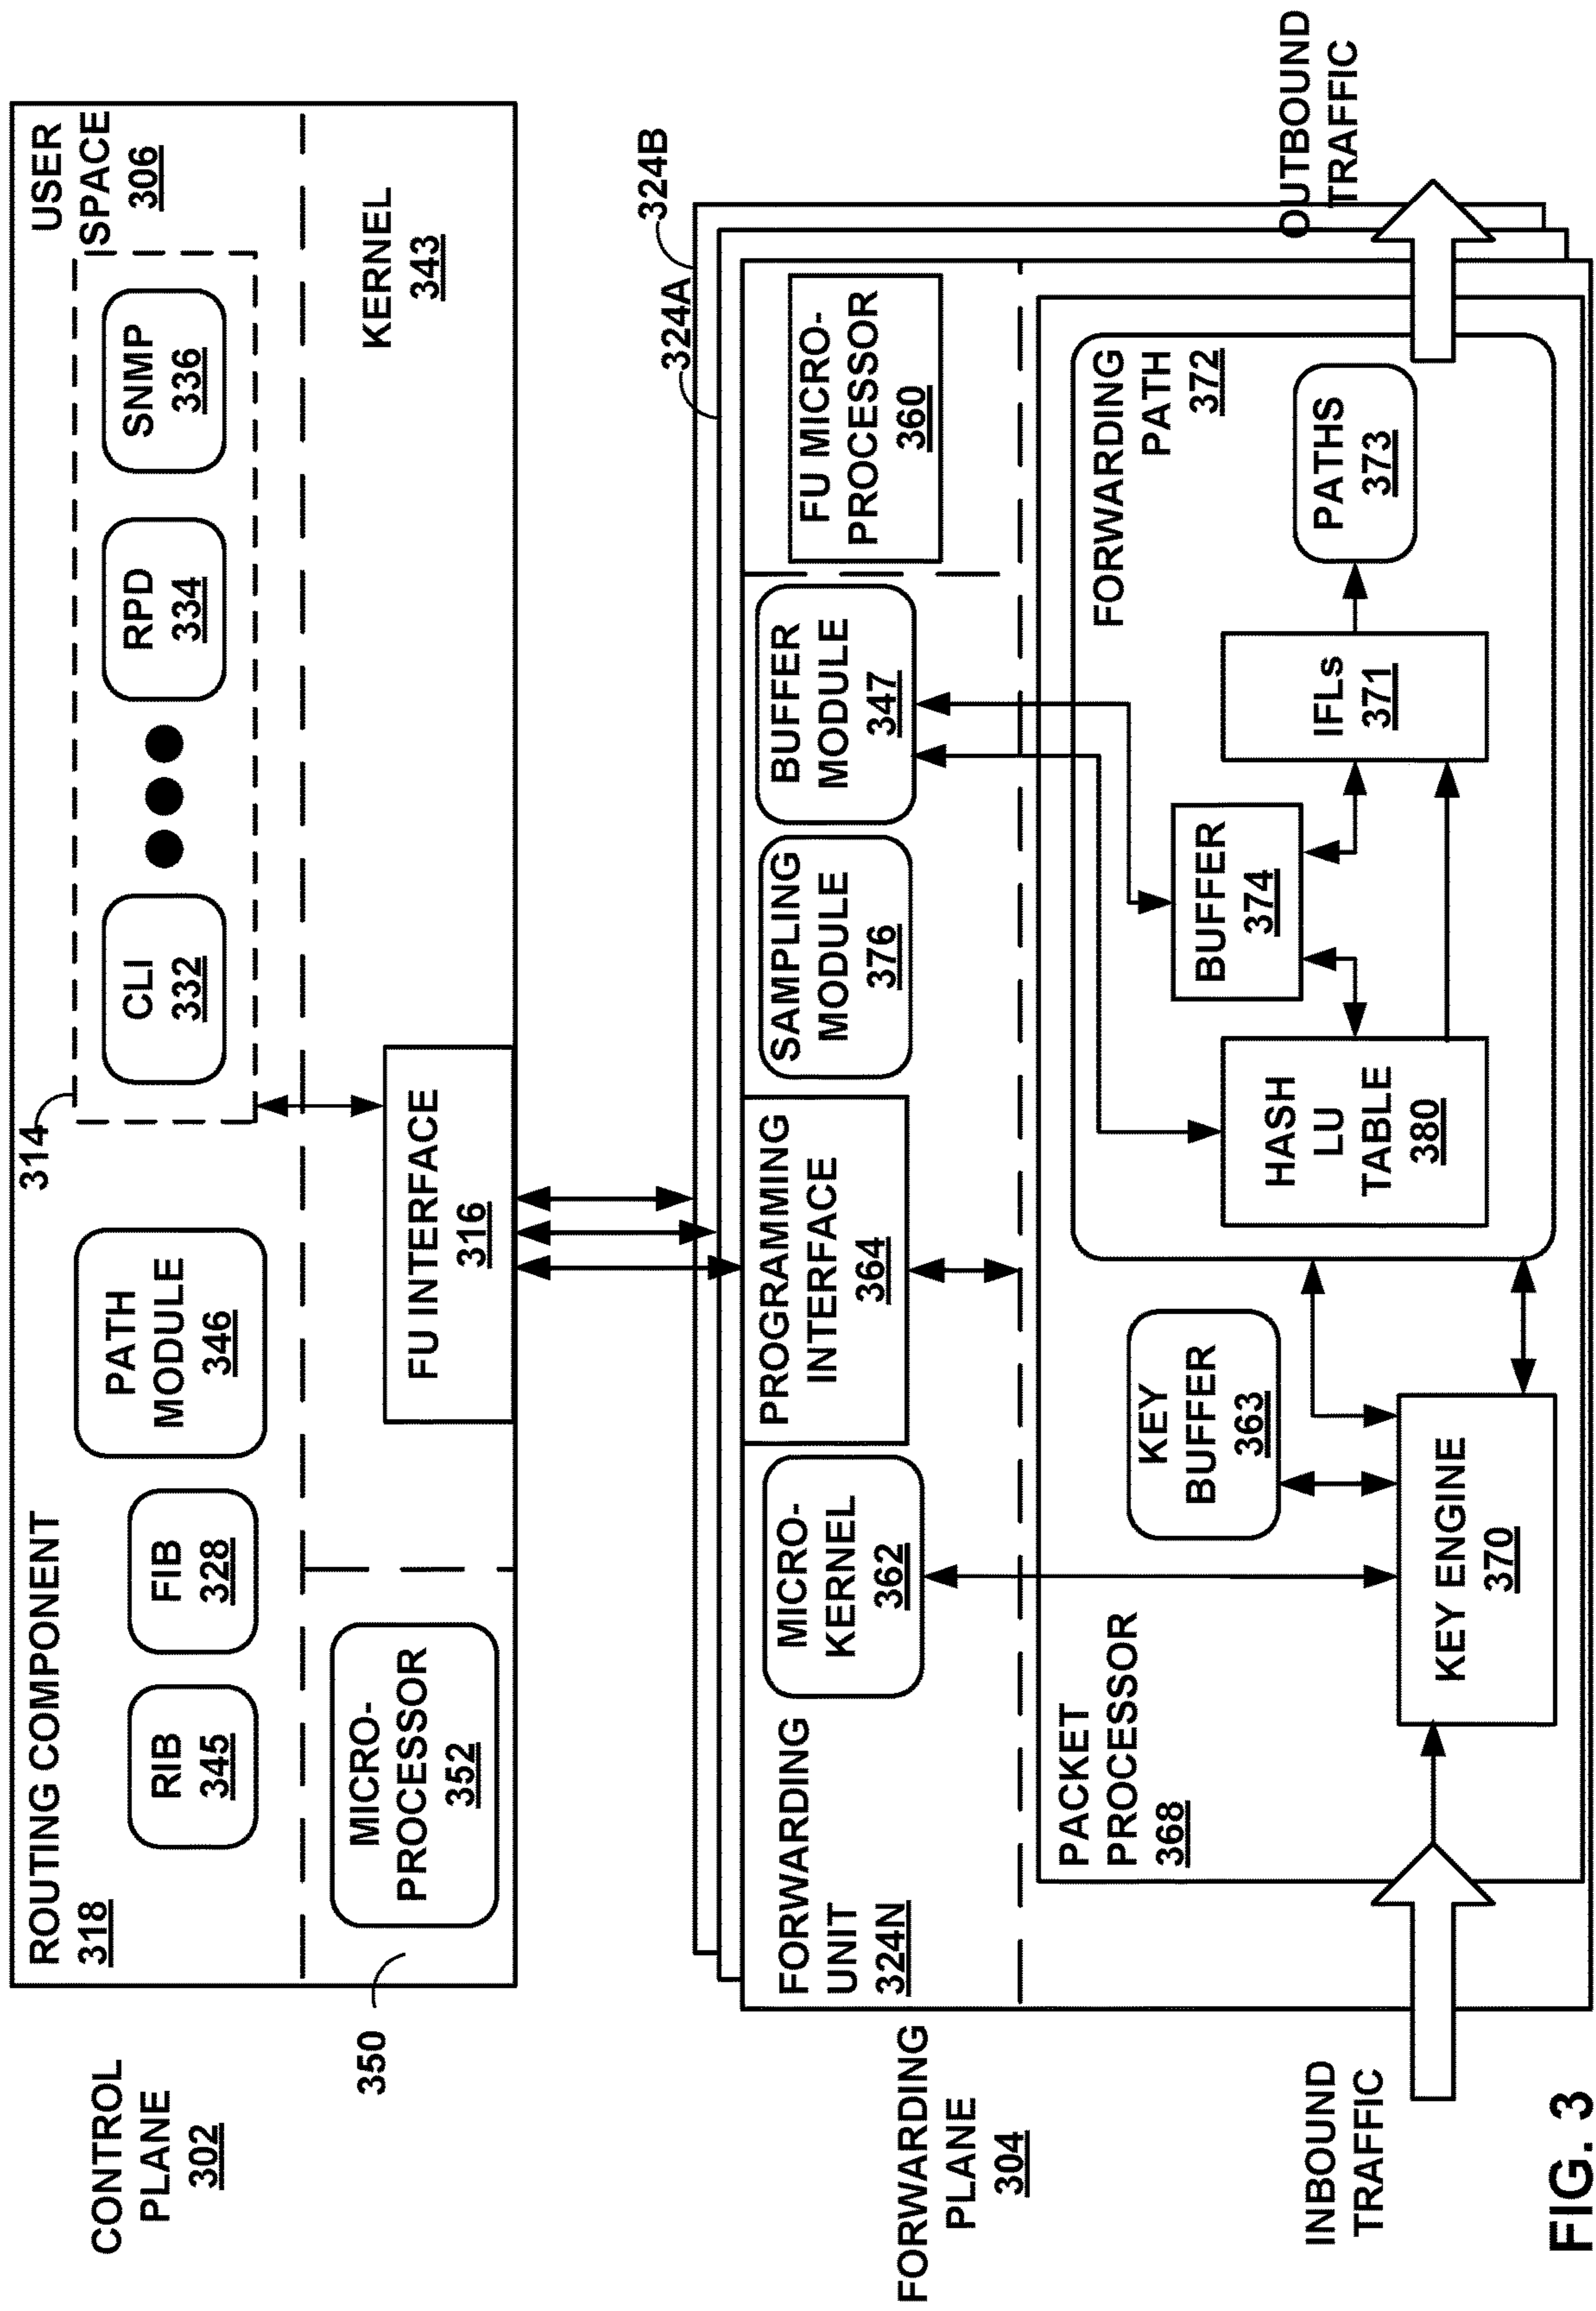 CONTROL
PLANE
302
ROUTING COMPONENT
318
RIB
345
FIB
328
PATH
MODULE
346
314
CLI
332
RPD
334
SNMP
336
USER
SPACE
306
350
MICRO-
PROCESSOR
352
FU INTERFACE
316
KERNEL
343
324A
324B
FORWARDING
PLANE
304
FORWARDING
UNIT
324N
MICRO-
KERNEL
362
PROGRAMMING
INTERFACE
364
SAMPLING
MODULE
376
BUFFER
MODULE
347
FU MICRO-
PROCESSOR
360
PACKET
PROCESSOR
368
KEY
BUFFER
363
KEY ENGINE
370
FORWARDING
PATH
372
HASH
LU
TABLE
380
BUFFER
374
IFLs
371
PATHS
373
INBOUND
TRAFFIC
OUTBOUND
TRAFFIC
FIG. 3